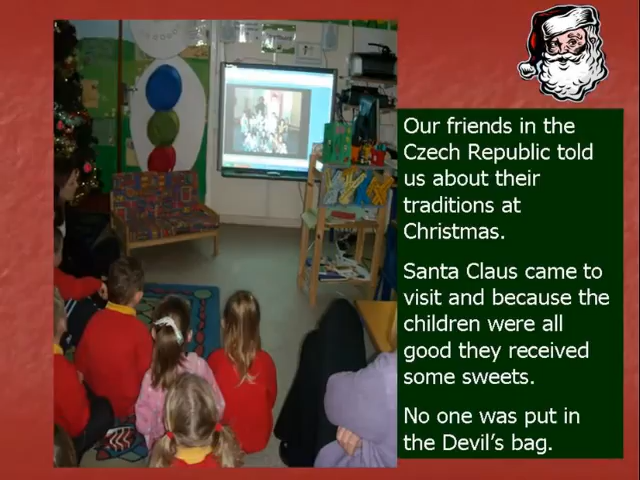 Our friends in the
Czech Republic told
us about their
traditions at
Christmas.
Santa Claus came to
visit and because the
children were all
good they received
some sweets.
No one was put in
the Devil's bag.